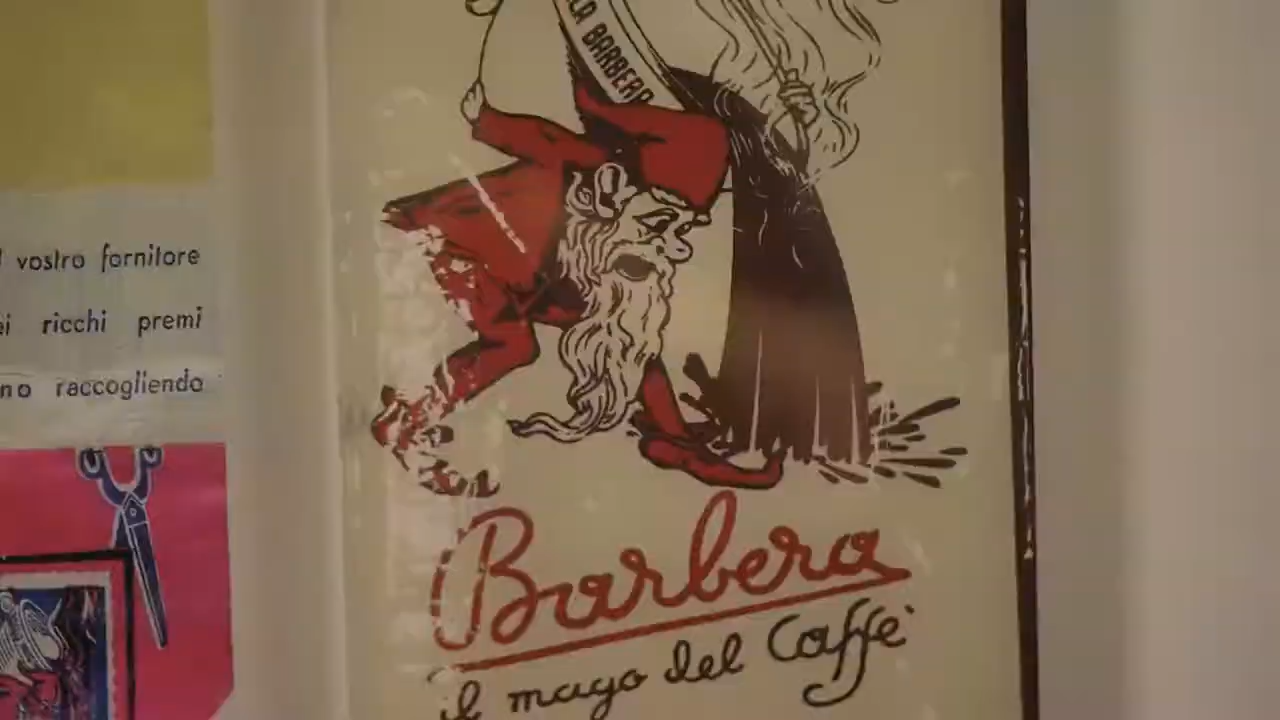 vostro fornitore
ricchi premi
raccogliendo
LA BARBERA
Barbera
il mago del Caffè